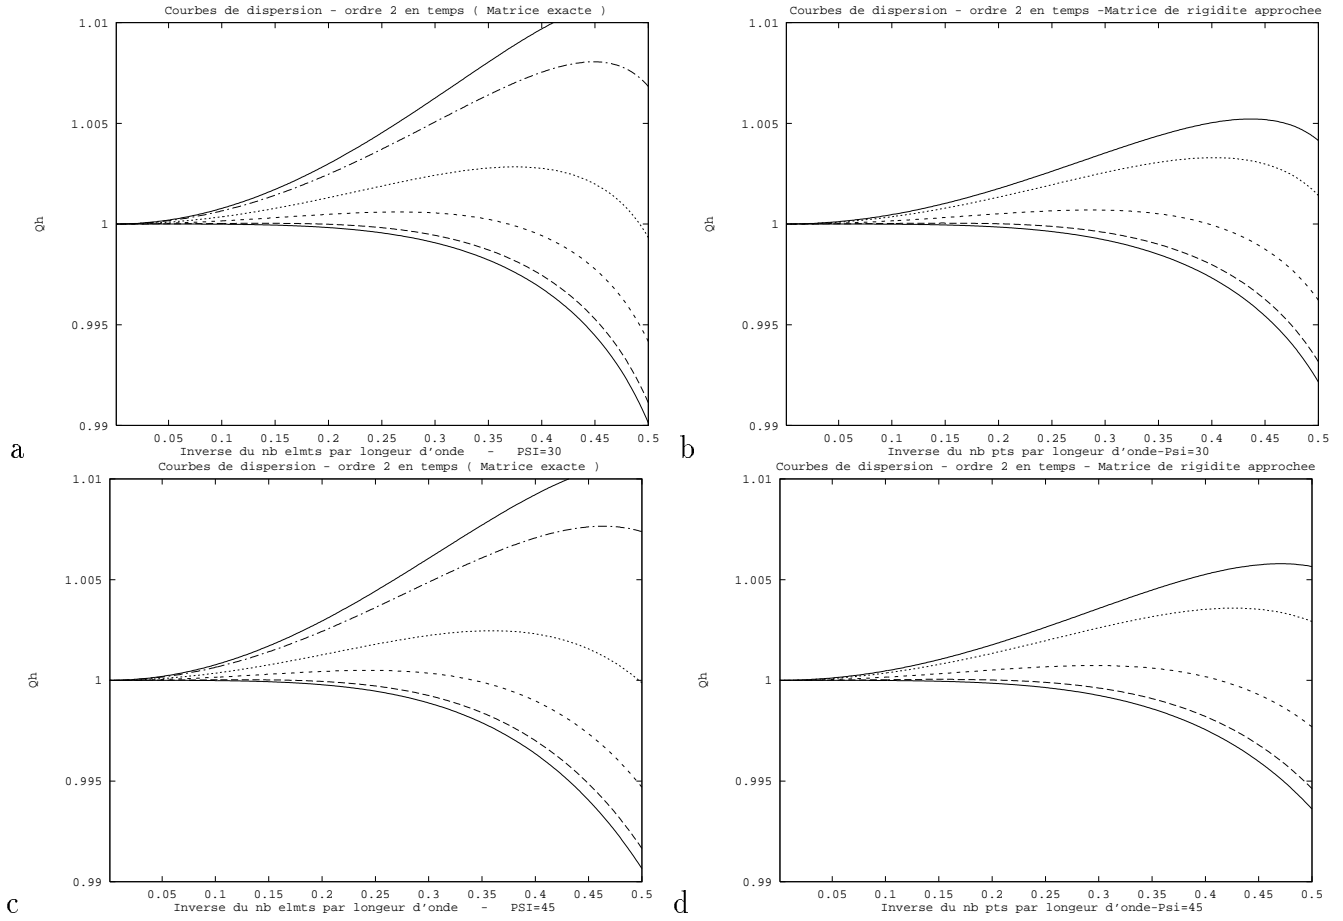 Courbes de dispersion - ordre 2 en temps ( Matrice exacte )
1.01
1.005
1
0.995
0.99
Qh
0.05 0.1 0.15 0.2 0.25 0.3 0.35 0.4 0.45 0.5
Inverse du nb elmts par longeur d'onde - PSI=30
a
Courbes de dispersion - ordre 2 en temps -Matrice de rigidite approchee
1.01
1.005
1
0.995
0.99
Qh
0.05 0.1 0.15 0.2 0.25 0.3 0.35 0.4 0.45 0.5
Inverse du nb pts par longeur d'onde-Psi=30
b
Courbes de dispersion - ordre 2 en temps ( Matrice exacte )
1.01
1.005
1
0.995
0.99
Qh
0.05 0.1 0.15 0.2 0.25 0.3 0.35 0.4 0.45 0.5
Inverse du nb elmts par longeur d'onde - PSI=45
c
Courbes de dispersion - ordre 2 en temps - Matrice de rigidite approchee
1.01
1.005
1
0.995
0.99
Qh
0.05 0.1 0.15 0.2 0.25 0.3 0.35 0.4 0.45 0.5
Inverse du nb pts par longeur d'onde-Psi=45
d